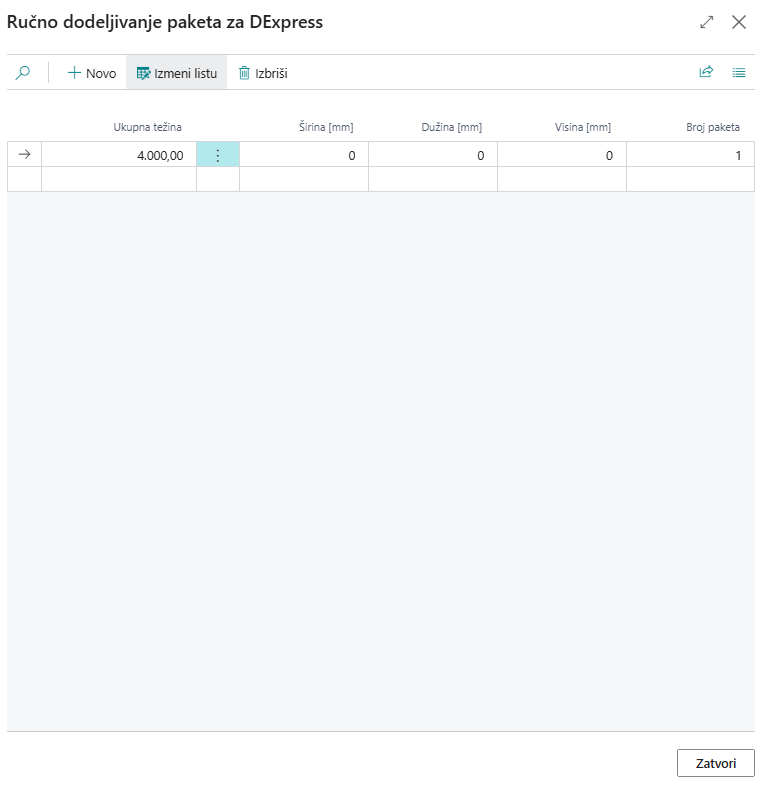 Ručno dodeljivanje paketa za DExpress
Novo Izmeni listu Izbriši
Ukupna težina Širina [mm] Dužina [mm] Visina [mm] Broj paketa
4.000,00 0 0 0 1
Zatvori